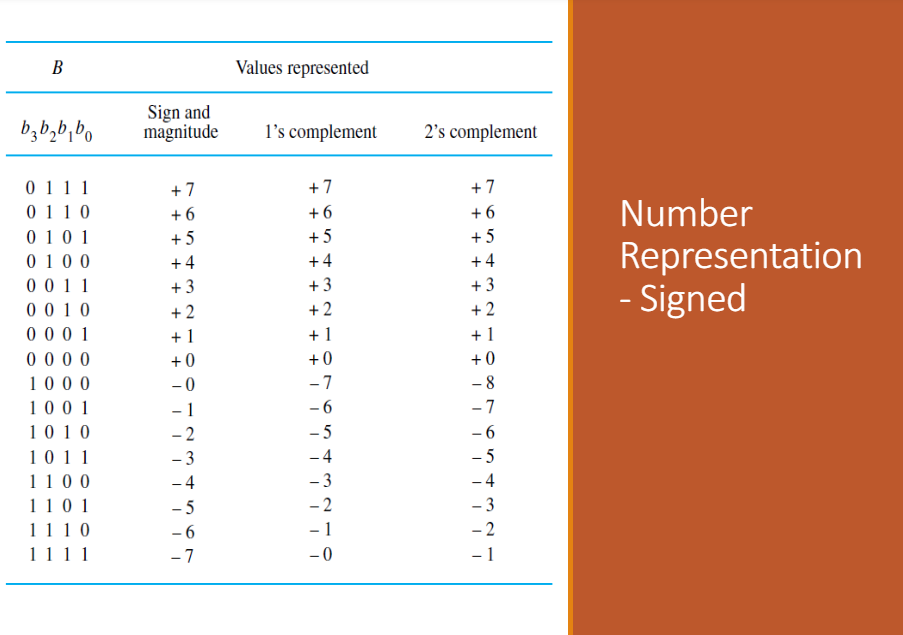 B Values represented
Sign and
magnitude
b₃b₂b₁b₀ 1's complement 2's complement
0 1 1 1 +7 +7 +7
0 1 1 0 +6 +6 +6
0 1 0 1 +5 +5 +5
0 1 0 0 +4 +4 +4
0 0 1 1 +3 +3 +3
0 0 1 0 +2 +2 +2
0 0 0 1 +1 +1 +1
0 0 0 0 +0 +0 +0
1 0 0 0 −0 −7 −8
1 0 0 1 −1 −6 −7
1 0 1 0 −2 −5 −6
1 0 1 1 −3 −4 −5
1 1 0 0 −4 −3 −4
1 1 0 1 −5 −2 −3
1 1 1 0 −6 −1 −2
1 1 1 1 −7 −0 −1
Number
Representation
- Signed